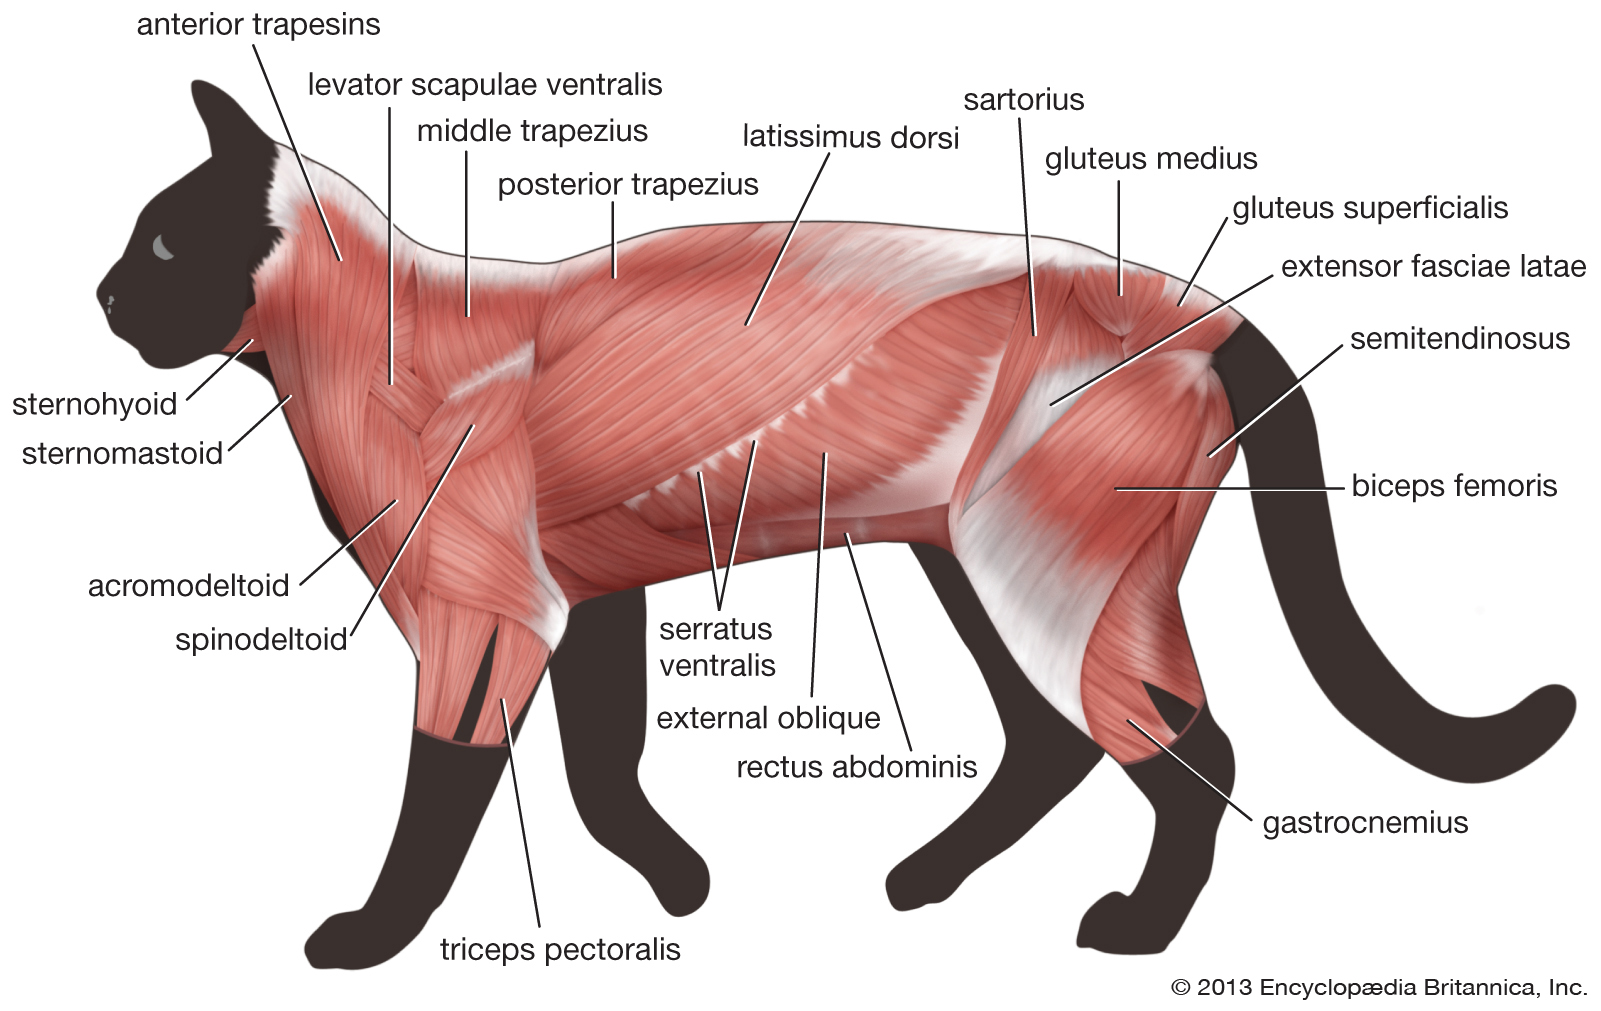 anterior trapesins
levator scapulae ventralis
middle trapezius
posterior trapezius
latissimus dorsi
sartorius
gluteus medius
gluteus superficialis
extensor fasciae latae
semitendinosus
biceps femoris
gastrocnemius
sternohyoid
sternomastoid
acromodeltoid
spinodeltoid
serratus
ventralis
external oblique
rectus abdominis
triceps pectoralis
© 2013 Encyclopædia Britannica, Inc.